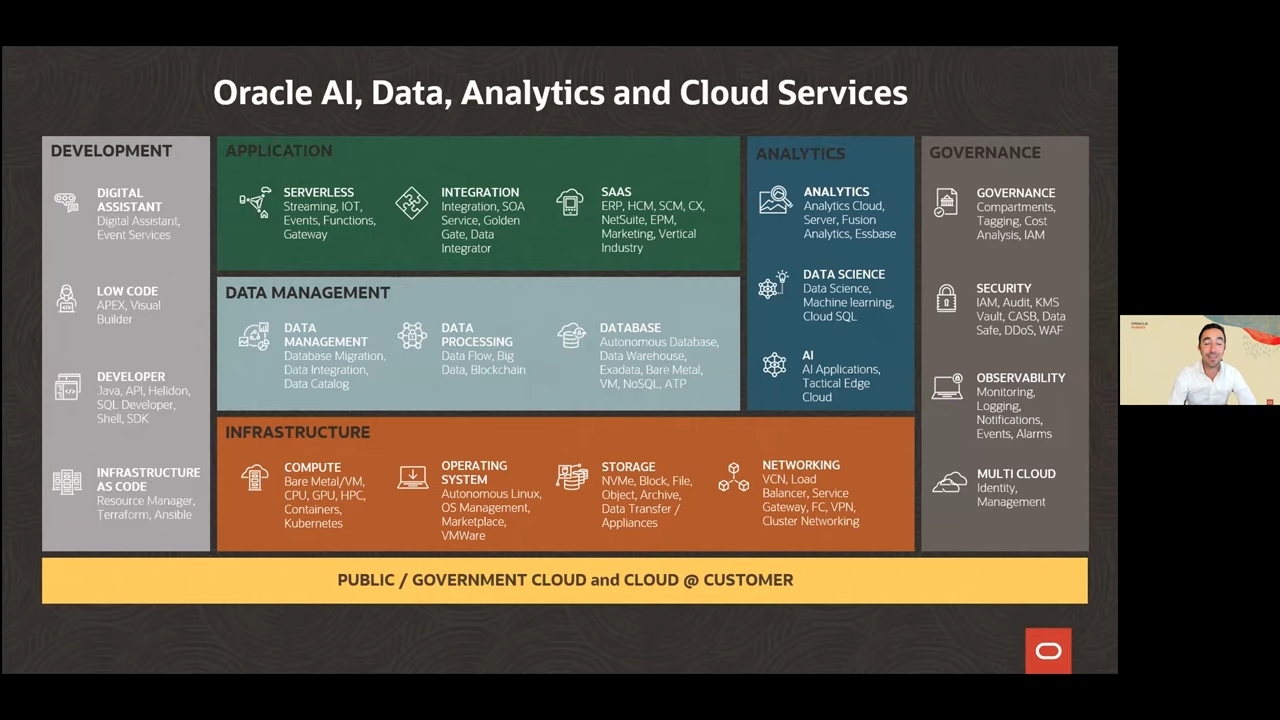 Oracle AI, Data, Analytics and Cloud Services
DEVELOPMENT
DIGITAL
ASSISTANT
Digital Assistant,
Event Services
LOW CODE
APEX, Visual
Builder
DEVELOPER
Java, API, Helidon,
SQL Developer,
Shell, SDK
INFRASTRUCTURE
AS CODE
Resource Manager,
Terraform, Ansible
APPLICATION
SERVERLESS
Streaming, IOT,
Events, Functions,
Gateway
INTEGRATION
Integration, SOA
Service, Golden
Gate, Data
Integrator
SAAS
ERP, HCM, SCM, CX,
NetSuite, EPM,
Marketing, Vertical
Industry
DATA MANAGEMENT
DATA
MANAGEMENT
Database Migration,
Data Integration,
Data Catalog
DATA
PROCESSING
Data Flow, Big
Data, Blockchain
DATABASE
Autonomous Database,
Data Warehouse,
Exadata, Bare Metal,
VM, NoSQL, ATP
INFRASTRUCTURE
COMPUTE
Bare Metal/VM,
CPU, GPU, HPC,
Containers,
Kubernetes
OPERATING
SYSTEM
Autonomous Linux,
OS Management,
Marketplace,
VMWare
STORAGE
NVMe, Block, File,
Object, Archive,
Data Transfer /
Appliances
NETWORKING
VCN, Load
Balancer, Service
Gateway, FC, VPN,
Cluster Networking
ANALYTICS
ANALYTICS
Analytics Cloud,
Server, Fusion
Analytics, Essbase
DATA SCIENCE
Data Science,
Machine learning,
Cloud SQL
AI
AI Applications,
Tactical Edge
Cloud
GOVERNANCE
GOVERNANCE
Compartments,
Tagging, Cost
Analysis, IAM
SECURITY
IAM, Audit, KMS
Vault, CASB, Data
Safe, DDoS, WAF
OBSERVABILITY
Monitoring,
Logging,
Notifications,
Events, Alarms
MULTI CLOUD
Identity,
Management
PUBLIC / GOVERNMENT CLOUD and CLOUD @ CUSTOMER
ORACLE
Analytics